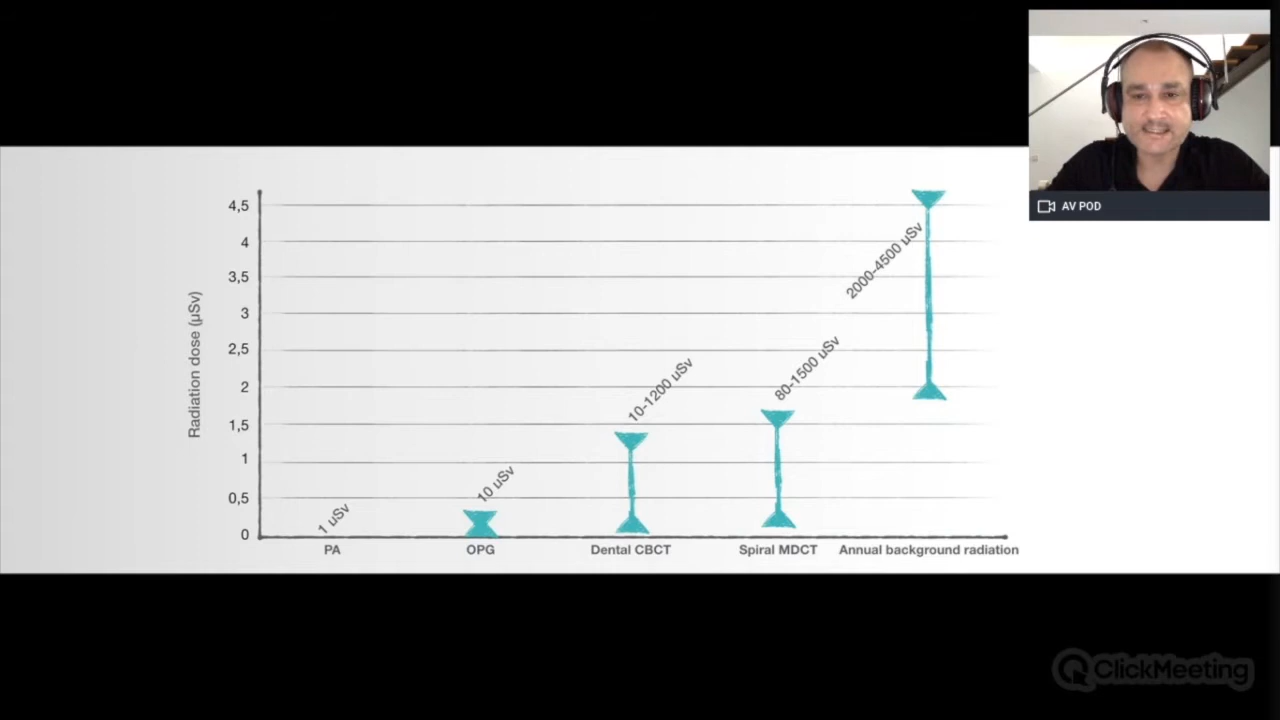 AV POD
4,5
4
3,5
3
2,5
2
1,5
1
0,5
0
Radiation dose (µSv)
1 uSv
10 uSv
10-1200 uSv
80-1500 uSv
2000-4500 uSv
PA
OPG
Dental CBCT
Spiral MDCT
Annual background radiation
ClickMeeting